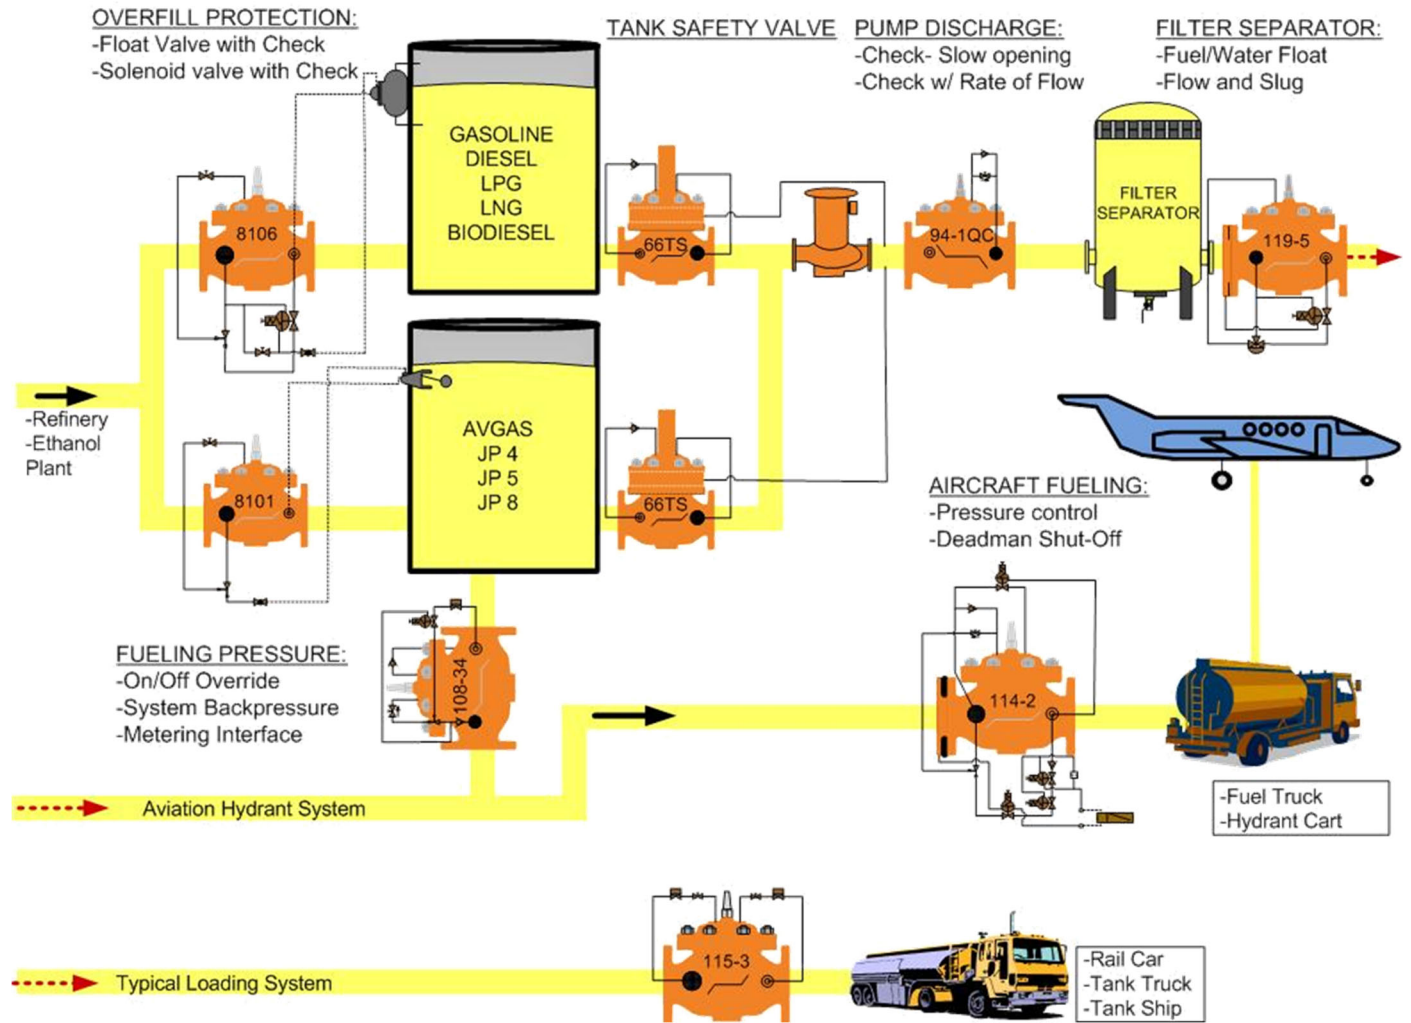 OVERFILL PROTECTION:
-Float Valve with Check
-Solenoid valve with Check
TANK SAFETY VALVE
PUMP DISCHARGE:
-Check- Slow opening
-Check w/ Rate of Flow
FILTER SEPARATOR:
-Fuel/Water Float
-Flow and Slug
8106
GASOLINE
DIESEL
LPG
LNG
BIODIESEL
66TS
94-1QC
FILTER
SEPARATOR
119-5
-Refinery
-Ethanol
Plant
8101
AVGAS
JP 4
JP 5
JP 8
66TS
AIRCRAFT FUELING:
-Pressure control
-Deadman Shut-Off
FUELING PRESSURE:
-On/Off Override
-System Backpressure
-Metering Interface
108-34
114-2
-Fuel Truck
-Hydrant Cart
Aviation Hydrant System
115-3
-Rail Car
-Tank Truck
-Tank Ship
Typical Loading System